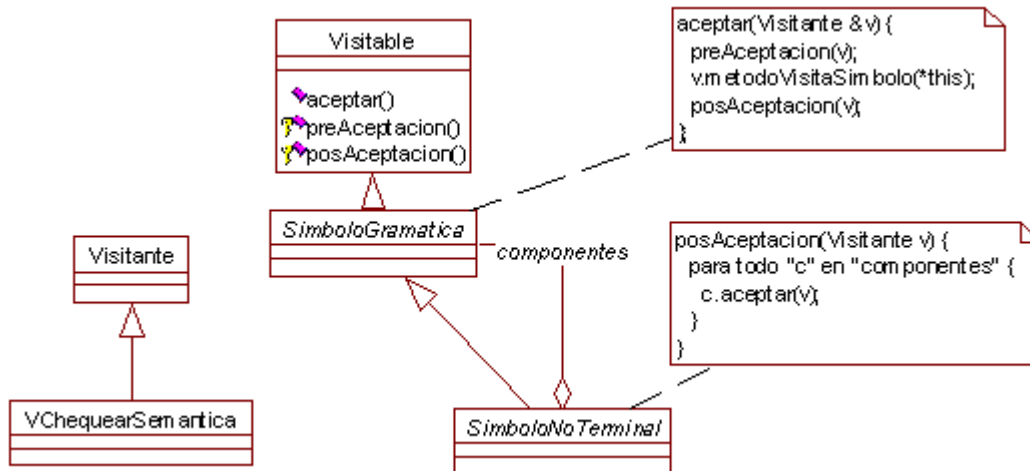 Visitable
aceptar()
preAceptacion()
posAceptacion()
aceptar(Visitante &v) {
preAceptacion(v);
v.metodoVisitaSimbolo(*this);
posAceptacion(v);
}
SimboloGramatica
componentes
Visitante
posAceptacion(Visitante v) {
para todo "c" en "componentes" {
c.aceptar(v);
}
}
VChequearSemantica
SimboloNoTerminal